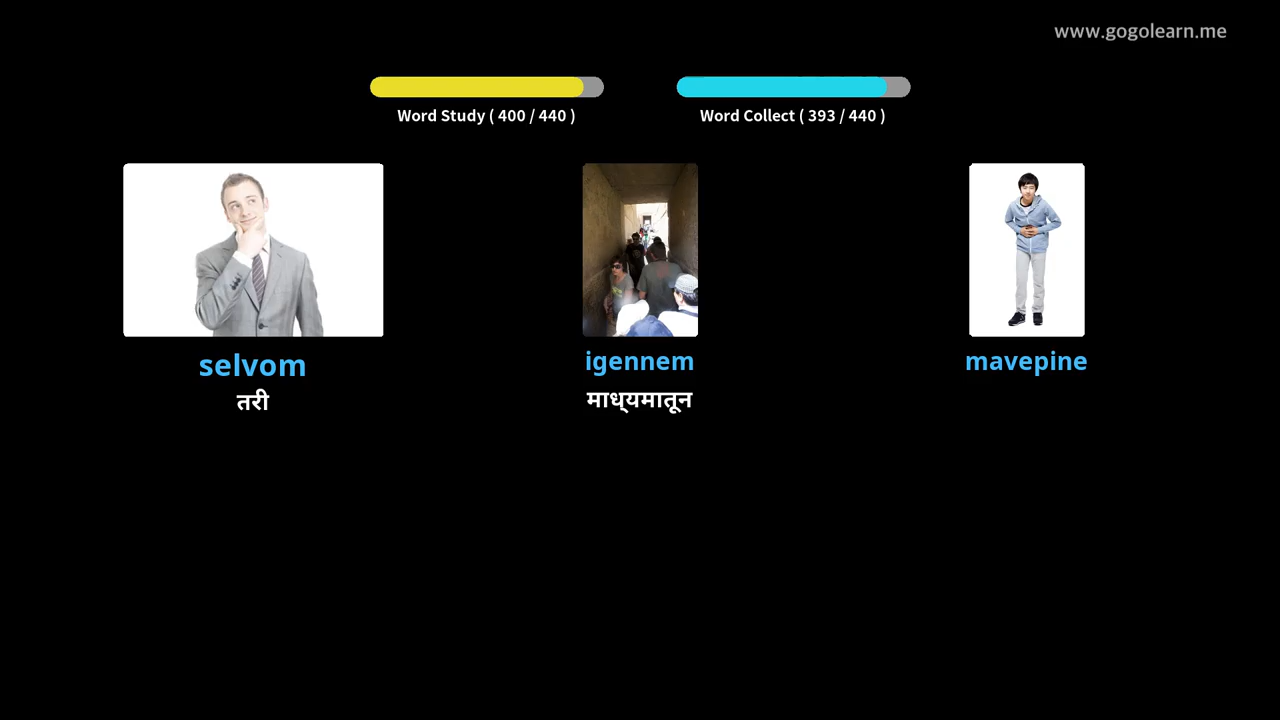 www.gogolearn.me
Word Study ( 400 / 440 )
Word Collect ( 393 / 440 )
selvom
igennem
mavepine
तरी
माध्यमातून